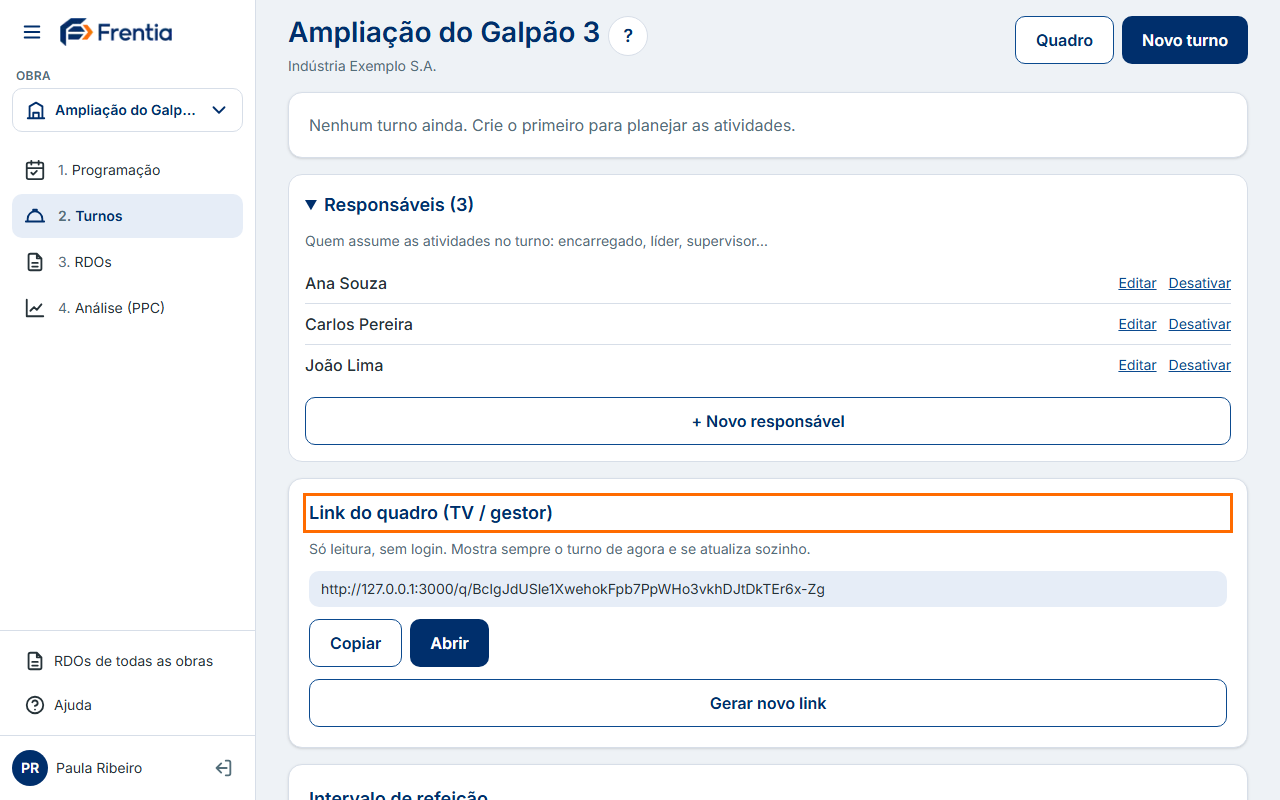 Frentia
OBRA
Ampliação do Galp...
1. Programação
2. Turnos
3. RDOs
4. Análise (PPC)
RDOs de todas as obras
Ajuda
PR
Paula Ribeiro
Ampliação do Galpão 3
?
Indústria Exemplo S.A.
Quadro
Novo turno
Nenhum turno ainda. Crie o primeiro para planejar as atividades.
▼ Responsáveis (3)
Quem assume as atividades no turno: encarregado, líder, supervisor...
Ana Souza Editar Desativar
Carlos Pereira Editar Desativar
João Lima Editar Desativar
+ Novo responsável
Link do quadro (TV / gestor)
Só leitura, sem login. Mostra sempre o turno de agora e se atualiza sozinho.
http://127.0.0.1:3000/q/BcIgJdUSle1XwehokFpb7PpWHo3vkhDJtDkTEr6x-Zg
Copiar
Abrir
Gerar novo link
Intervalo de refeição